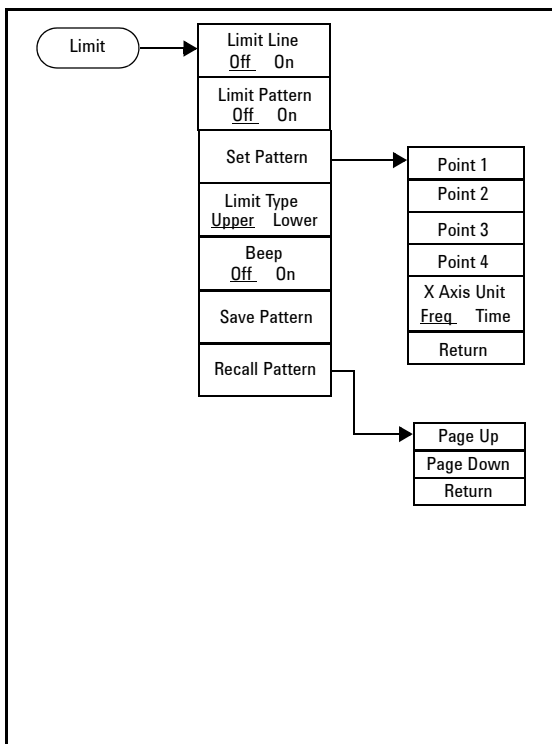 Limit
Limit Line
Off On
Limit Pattern
Off On
Set Pattern
Limit Type
Upper Lower
Beep
Off On
Save Pattern
Recall Pattern
Point 1
Point 2
Point 3
Point 4
X Axis Unit
Freq Time
Return
Page Up
Page Down
Return